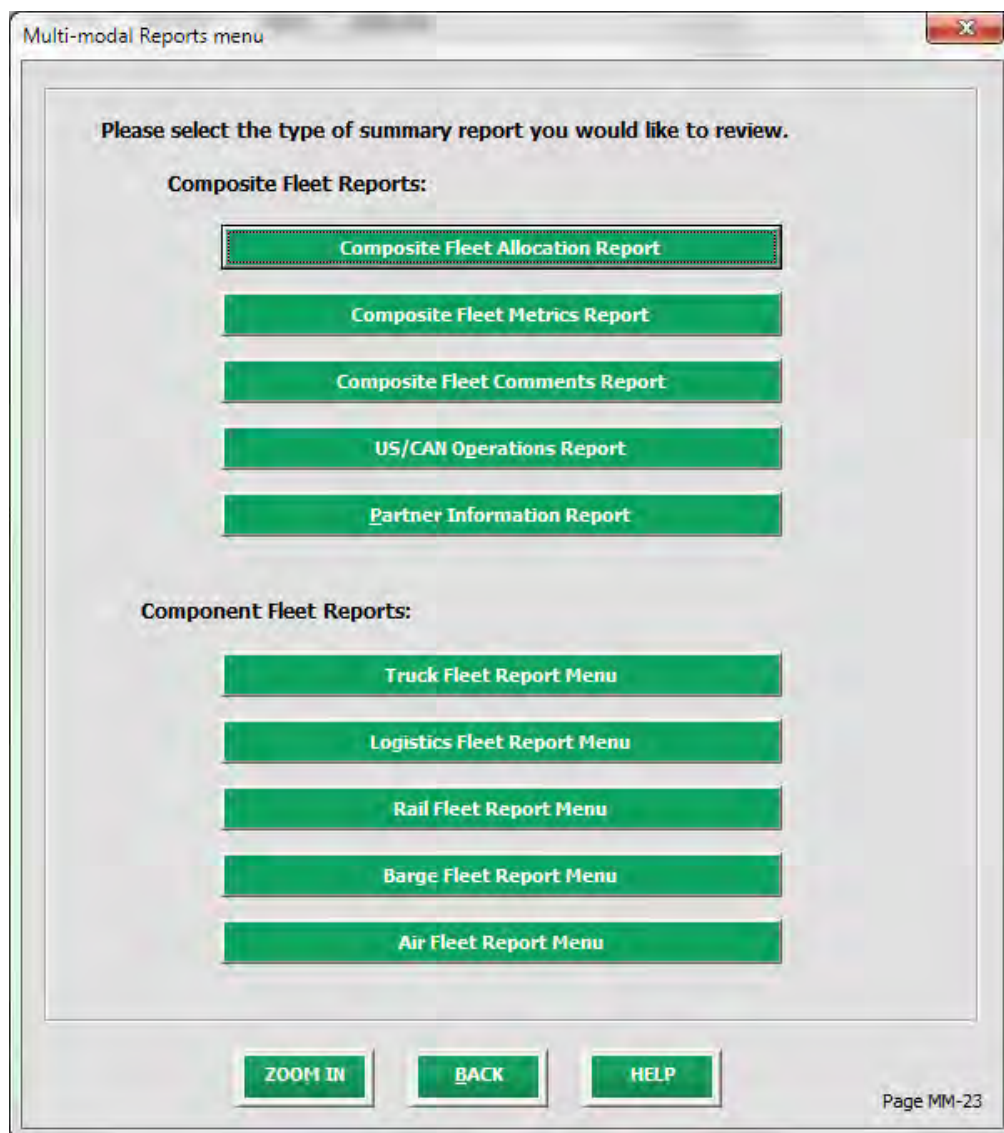 Multi-modal Reports menu
Please select the type of summary report you would like to review.
Composite Fleet Reports:
Composite Fleet Allocation Report
Composite Fleet Metrics Report
Composite Fleet Comments Report
US/CAN Operations Report
Partner Information Report
Component Fleet Reports:
Truck Fleet Report Menu
Logistics Fleet Report Menu
Rail Fleet Report Menu
Barge Fleet Report Menu
Air Fleet Report Menu
ZOOM IN BACK HELP
Page MM-23